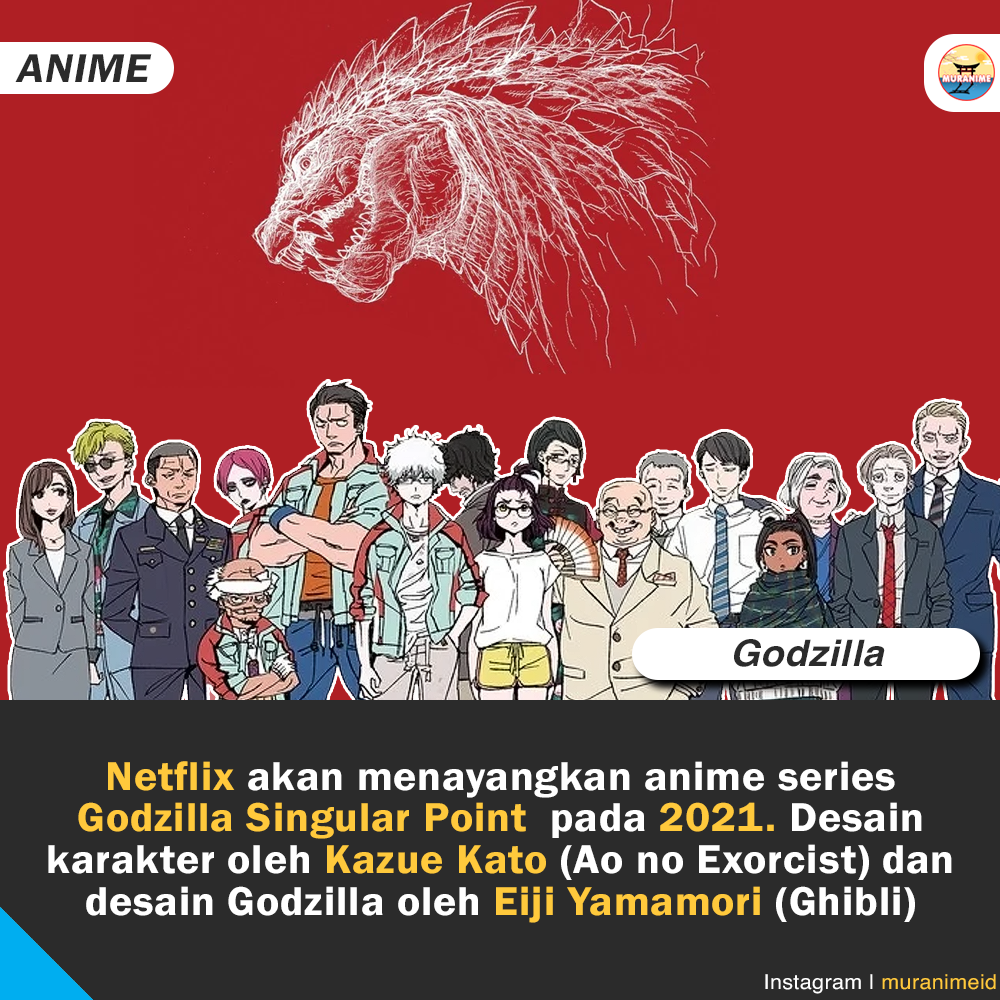 ANIME
MURANIME
Godzilla
Netflix akan menayangkan anime series
Godzilla Singular Point pada 2021. Desain
karakter oleh Kazue Kato (Ao no Exorcist) dan
desain Godzilla oleh Eiji Yamamori (Ghibli)
Instagram | muranimeid